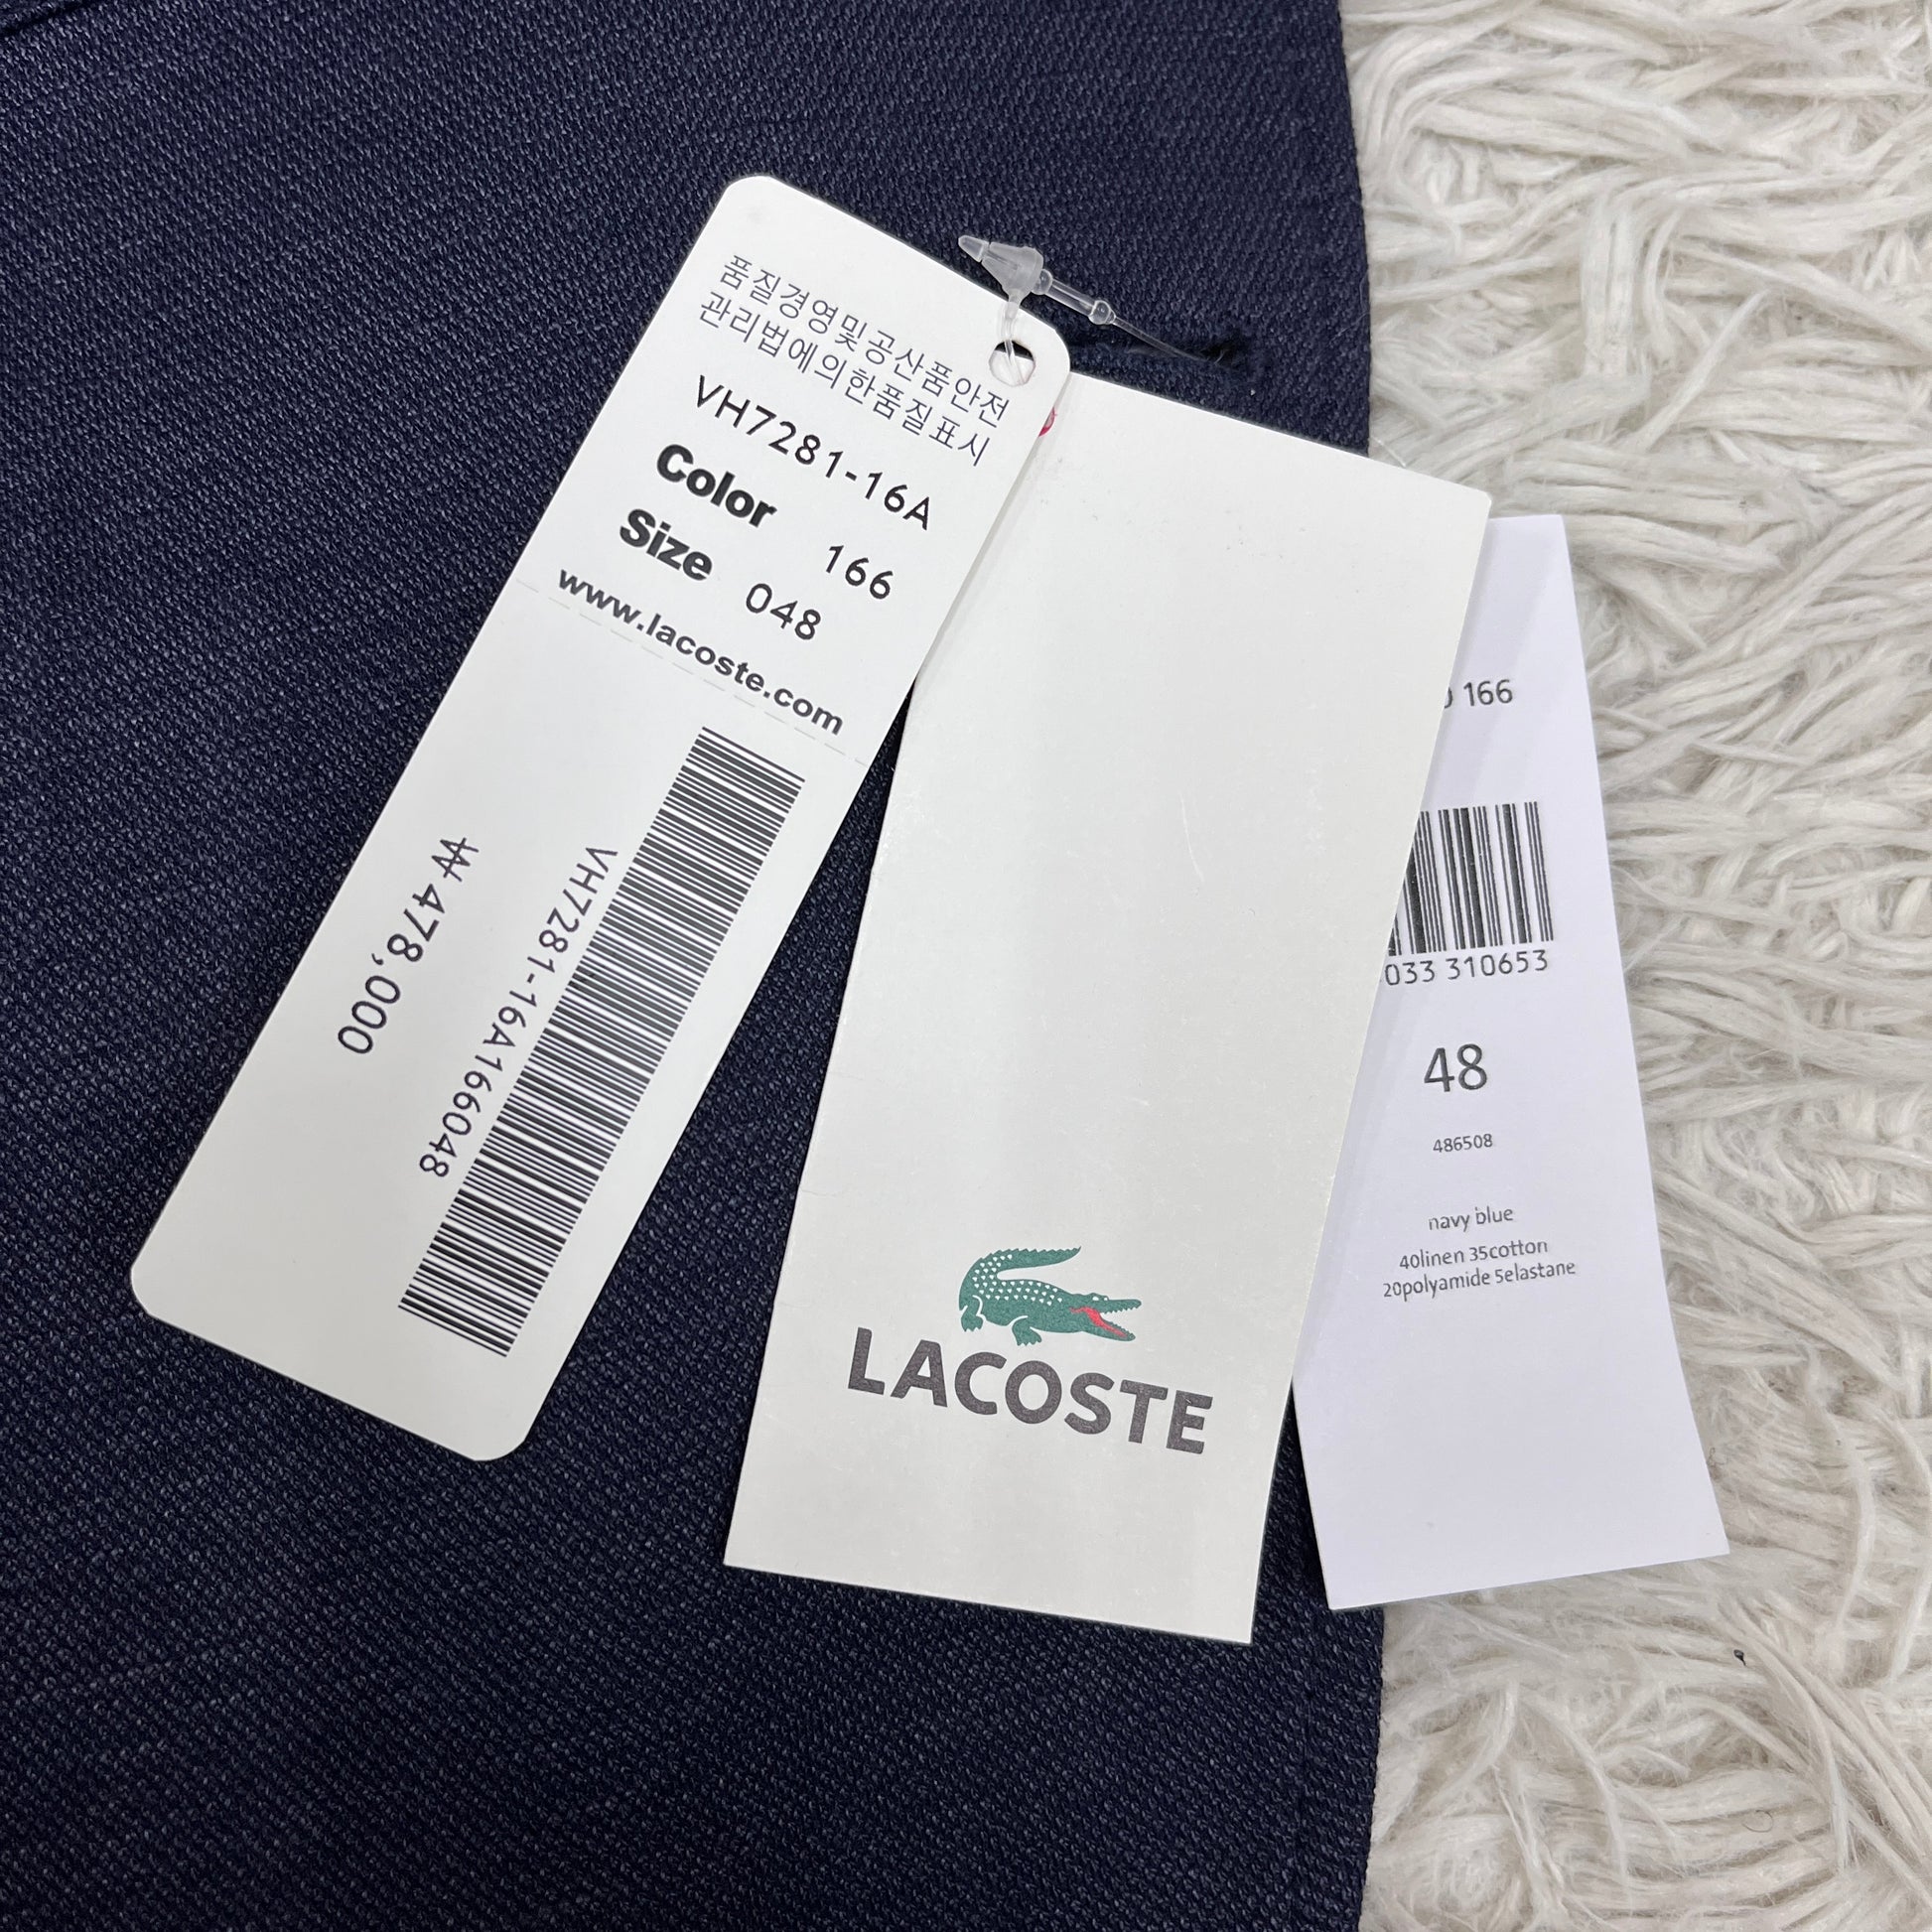 품질경영및공산품안전
관리법에의한품질표시
VH7281-16A
Color 166
Size 048
www.lacoste.com
VH7281-16A166048
₩ 478,000
LACOSTE
166
033 310653
48
486508
navy blue
40linen 35cotton
20polyamide 5elastane